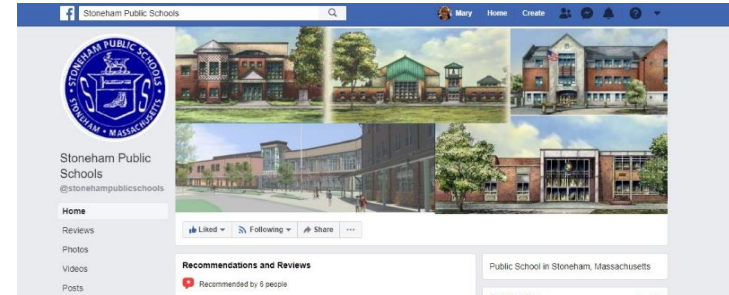 Stoneham Public Schools
Mary Home Create
STONEHAM PUBLIC SCHOOLS
STONEHAM • MASSACHUSETTS
S S
Stoneham Public
Schools
@stonehampublicschools
Home
Reviews
Photos
Videos
Posts
Liked Following Share ...
Recommendations and Reviews
Recommended by 6 people
Public School in Stoneham, Massachusetts